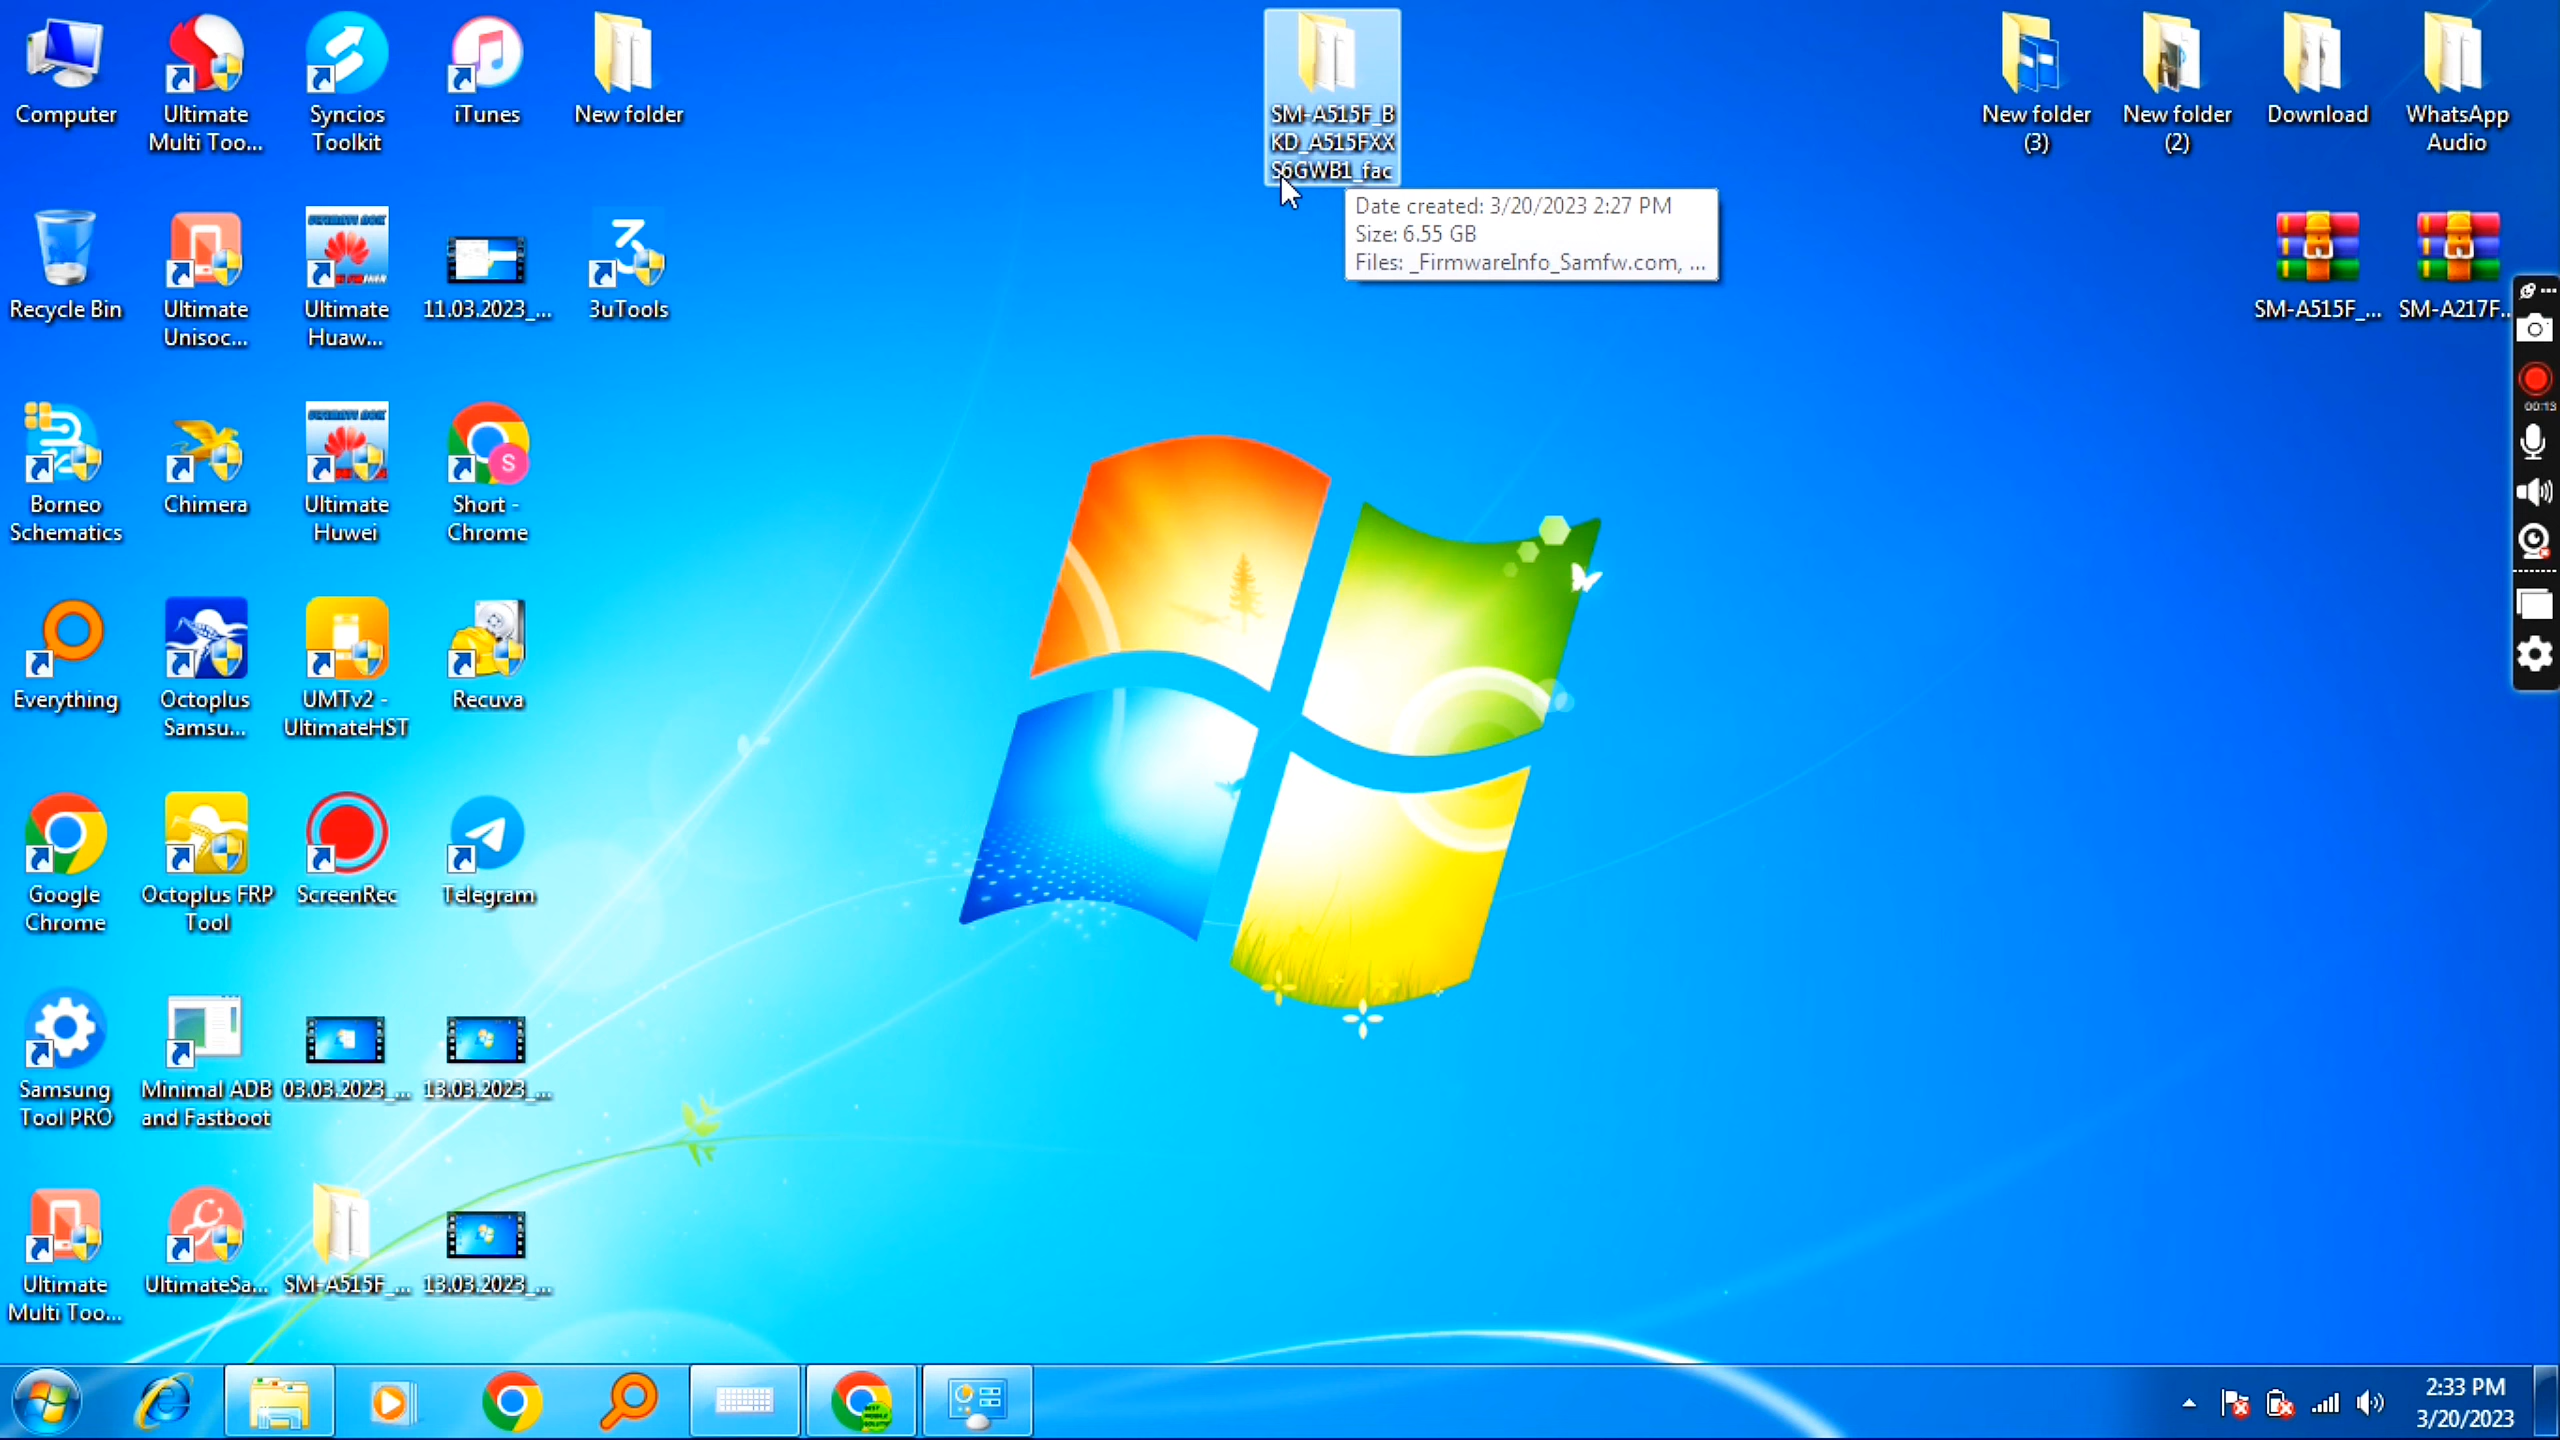 Computer
Ultimate
Multi Too...
Syncios
Toolkit
iTunes
New folder
SM-A515F_B
KD_A515FXX
S6GWB1_fac
New folder
(3)
New folder
(2)
Download
WhatsApp
Audio
Date created: 3/20/2023 2:27 PM
Size: 6.55 GB
Files: _FirmwareInfo_Samfw.com, ...
Recycle Bin
Ultimate
Unisoc...
Ultimate
Huaw...
11.03.2023_...
3uTools
SM-A515F_...
SM-A217F...
00:13
Borneo
Schematics
Chimera
Ultimate
Huwei
S
Short -
Chrome
Everything
Octoplus
Samsu...
UMTv2 -
UltimateHST
Recuva
Google
Chrome
Octoplus FRP
Tool
ScreenRec
Telegram
Samsung
Tool PRO
Minimal ADB
and Fastboot
03.03.2023_...
13.03.2023_...
Ultimate
Multi Too...
UltimateSa...
SM-A515F_...
13.03.2023_...
2:33 PM
3/20/2023